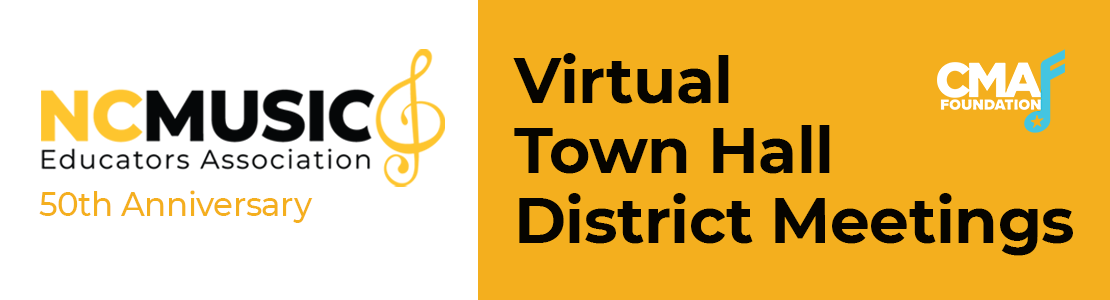 NCMUSIC
Educators Association
50th Anniversary
Virtual
Town Hall
District Meetings
CMA
FOUNDATION